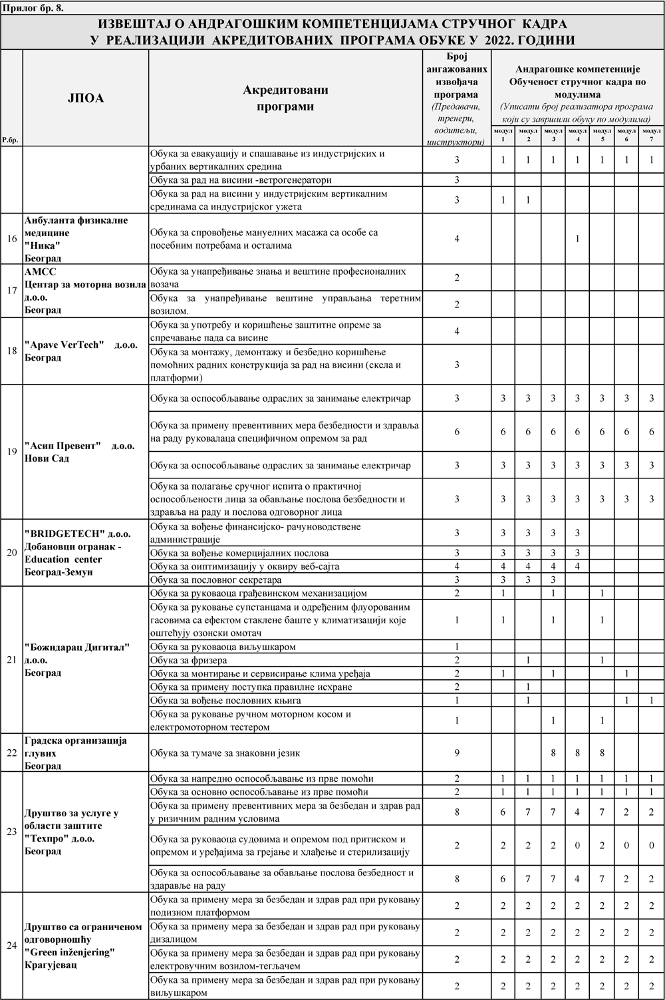 Прилог бр. 8.
ИЗВЕШТАЈ О АНДРАГОШКИМ КОМПЕТЕНЦИЈАМА СТРУЧНОГ КАДРА
У РЕАЛИЗАЦИЈИ АКРЕДИТОВАНИХ ПРОГРАМА ОБУКЕ У 2022. ГОДИНИ
Р.бр.
ЈПОА
Акредитовани
програми
Број
ангажованих
извођача
програма
(Предавачи,
тренери,
водитељи,
инструктори)
Андрагошке компетенције
Обученост стручног кадра по
модулима
(Уписати број реализатора програма
који су завршили обуку по модулима)
модул модул модул модул модул модул модул
1 2 3 4 5 6 7
Обука за евакуацију и спашавање из индустријских и
урбаних вертикалних средина
3 1 1 1 1 1 1 1
Обука за рад на висини -ветрогенератори 3
Обука за рад на висини у индустријским вертикалним
срединама са индустријског ужета
3 1 1
16
Анбуланта физикалне
медицине
"Ника"
Београд
Обука за спровођење мануелних масажа са особе са
посебним потребама и осталима
4 1
17
АМСС
Центар за моторна возила
д.о.о.
Београд
Обука за унапређивање знања и вештине професионалних
возача
2
Обука за унапређивање вештине управљања теретним
возилом.
2
18
"Apave VerTech" д.о.о.
Београд
Обука за употребу и коришћење заштитне опреме за
спречавање пада са висине
4
Обука за монтажу, демонтажу и безбедно коришћење
помоћних радних конструкција за рад на висини (скела и
платформи)
3
19
"Асип Превент" д.о.о.
Нови Сад
Обука за оспособљавање одраслих за занимање електричар 3 3 3 3 3 3 3 3
Обука за примену превентивних мера безбедности и здравља
на раду руковалаца специфичном опремом за рад
6 6 6 6 6 6 6 6
Обука за оспособљавање одраслих за занимање електричар 3 3 3 3 3 3 3 3
Обука за полагање сручног испита о практичној
оспособљености лица за обављање послова безбедности и
здравља на раду и послова одговорног лица
3 3 3 3 3 3 3 3
20
"BRIDGETECH" д.о.о.
Добановци огранак -
Education center
Београд-Земун
Обука за вођење финансијско- рачуноводствене
администрације
3 3 3 3 3
Обука за вођење комерцијалних послова 3 3 3 3 3
Обука за оиптимизацију у оквиру веб-сајта 4 4 4 4 4
Обука за пословног секретара 3 3 3 3
21
"Божидарац Дигитал"
д.о.о.
Београд
Обука за руковаоца грађевинском механизацијом 2 1 1 1
Обука за руковање супстанцама и одређеним флуорованим
гасовима са ефектом стаклене баште у климатизацији које
оштећују озонски омотач
1 1 1 1
Обука за руковаоца виљушкаром 1
Обука за фризера 2 1 1
Обука за монтирање и сервисирање клима уређаја 2 1 1 1
Обука за примену поступка правилне исхране 2 1
Обука за вођење пословних књига 1 1 1 1
Обука за руковање ручном моторном косом и
електромоторном тестером
1 1 1
22
Градска организација
глувих
Београд
Обука за тумаче за знаковни језик 9 8 8 8
23
Друштво за услуге у
области заштите
"Техпро" д.о.о.
Београд
Обука за напредно оспособљавање из прве помоћи 2 1 1 1 1 1 1 1
Обука за основно оспособљавање из прве помоћи 2 1 1 1 1 1 1 1
Обука за примену превентивних мера за безбедан и здрав рад
у ризичним радним условима
8 6 7 7 4 7 2 2
Обука за руковаоца судовима и опремом под притиском и
опремом и уређајима за грејање и хлађење и стерилизацију
2 2 2 2 0 2 0 0
Обука за оспособљавање за обављање послова безбедност и
здаравље на раду
8 6 7 7 4 7 2 2
24
Друштво са ограниченом
одговорношћу
"Green inženjering"
Крагујевац
Обука за примену мера за безбедан и здрав рад при руковању
подизном платформом
2 2 2 2 2 2 2 2
Обука за примену мера за безбедан и здрав рад при руковању
дизалицом
2 2 2 2 2 2 2 2
Обука за примену мера за безбедан и здрав рад при руковању
електровучним возилом-тегљачем
2 2 2 2 2 2 2 2
Обука за примену мера за безбедан и здрав рад при руковању
виљушкаром
2 2 2 2 2 2 2 2